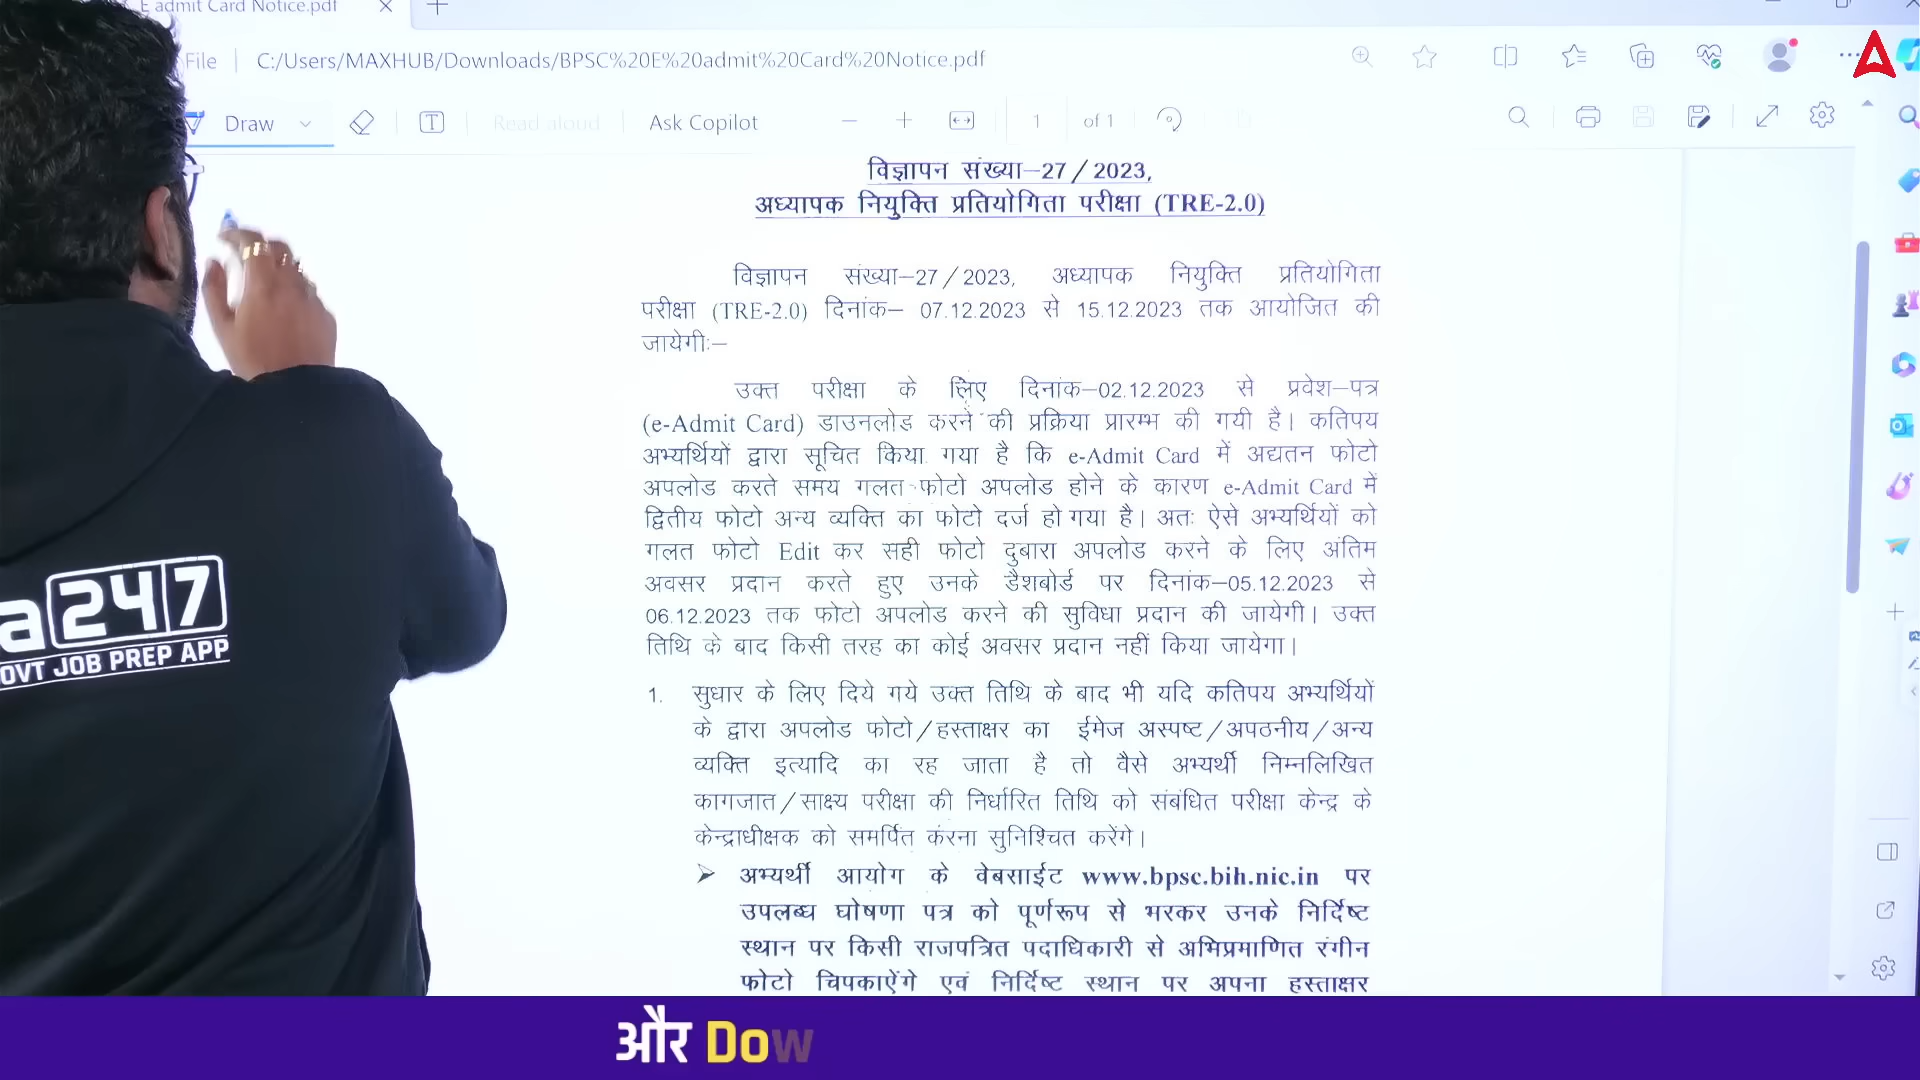 E admit Card Notice.pdf
File | C:/Users/MAXHUB/Downloads/BPSC%20E%20admit%20Card%20Notice.pdf
Draw
Read aloud
Ask Copilot
1 of 1
विज्ञापन संख्या–27/2023,
अध्यापक नियुक्ति प्रतियोगिता परीक्षा (TRE-2.0)
विज्ञापन संख्या–27/2023, अध्यापक नियुक्ति प्रतियोगिता
परीक्षा (TRE-2.0) दिनांक– 07.12.2023 से 15.12.2023 तक आयोजित की
जायेगीः–
उक्त परीक्षा के लिए दिनांक–02.12.2023 से प्रवेश–पत्र
(e-Admit Card) डाउनलोड करने की प्रक्रिया प्रारम्भ की गयी है। कतिपय
अभ्यर्थियों द्वारा सूचित किया गया है कि e-Admit Card में अद्यतन फोटो
अपलोड करते समय गलत फोटो अपलोड होने के कारण e-Admit Card में
द्वितीय फोटो अन्य व्यक्ति का फोटो दर्ज हो गया है। अतः ऐसे अभ्यर्थियों को
गलत फोटो Edit कर सही फोटो दुबारा अपलोड करने के लिए अंतिम
अवसर प्रदान करते हुए उनके डैशबोर्ड पर दिनांक–05.12.2023 से
06.12.2023 तक फोटो अपलोड करने की सुविधा प्रदान की जायेगी। उक्त
तिथि के बाद किसी तरह का कोई अवसर प्रदान नहीं किया जायेगा।
1. सुधार के लिए दिये गये उक्त तिथि के बाद भी यदि कतिपय अभ्यर्थियों
के द्वारा अपलोड फोटो/हस्ताक्षर का ईमेज अस्पष्ट/अपठनीय/अन्य
व्यक्ति इत्यादि का रह जाता है तो वैसे अभ्यर्थी निम्नलिखित
कागजात/साक्ष्य परीक्षा की निर्धारित तिथि को संबंधित परीक्षा केन्द्र के
केन्द्राधीक्षक को समर्पित करना सुनिश्चित करेंगे।
➢ अभ्यर्थी आयोग के वेबसाईट www.bpsc.bih.nic.in पर
उपलब्ध घोषणा पत्र को पूर्णरूप से भरकर उनके निर्दिष्ट
स्थान पर किसी राजपत्रित पदाधिकारी से अभिप्रमाणित रंगीन
फोटो चिपकाऐंगे एवं निर्दिष्ट स्थान पर अपना हस्ताक्षर
a247
OVT JOB PREP APP
और Dow